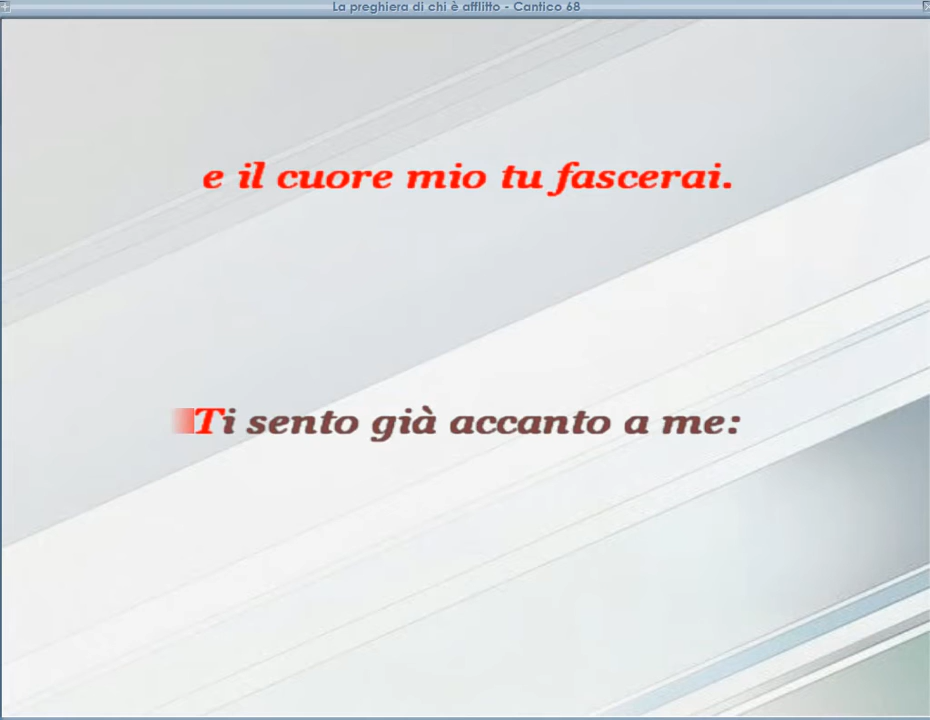 La preghiera di chi è afflitto - Cantico 68
e il cuore mio tu fascerai.
Ti sento già accanto a me: